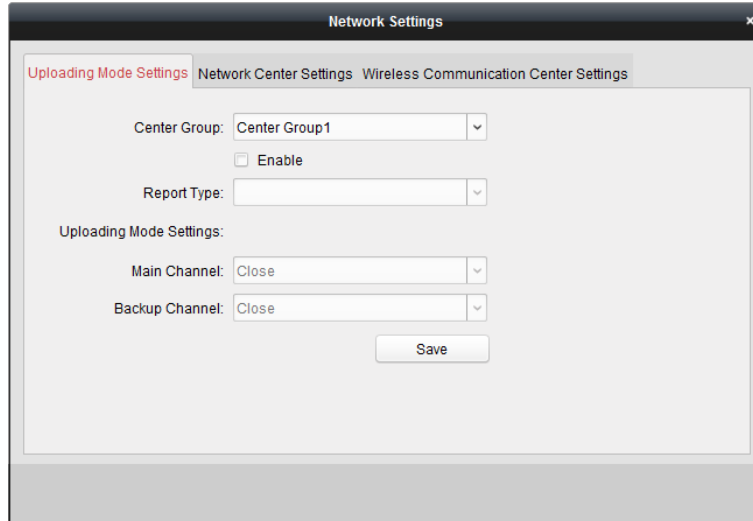 Network Settings
Uploading Mode Settings Network Center Settings Wireless Communication Center Settings
Center Group: Center Group1
Enable
Report Type:
Uploading Mode Settings:
Main Channel: Close
Backup Channel: Close
Save